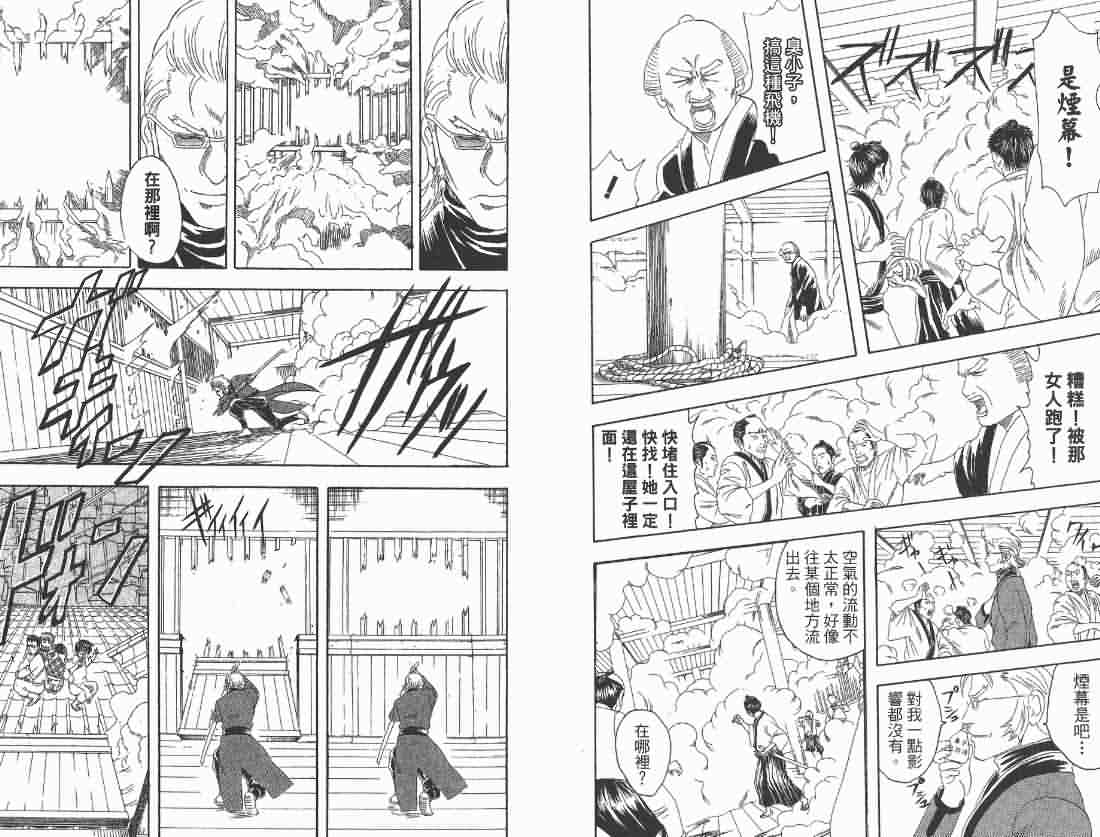 是煙幕！
ズズズ
臭小子，
搞這種飛機！
！
糟糕！被那
女人跑了！
快堵住入口！
快找！她一定
還在這屋子裡
面！
煙幕是吧…
對我一點影
響都沒有。
空氣的流動不
太正常，好像
往某個地方流
出去。
在哪裡？
在那裡啊？